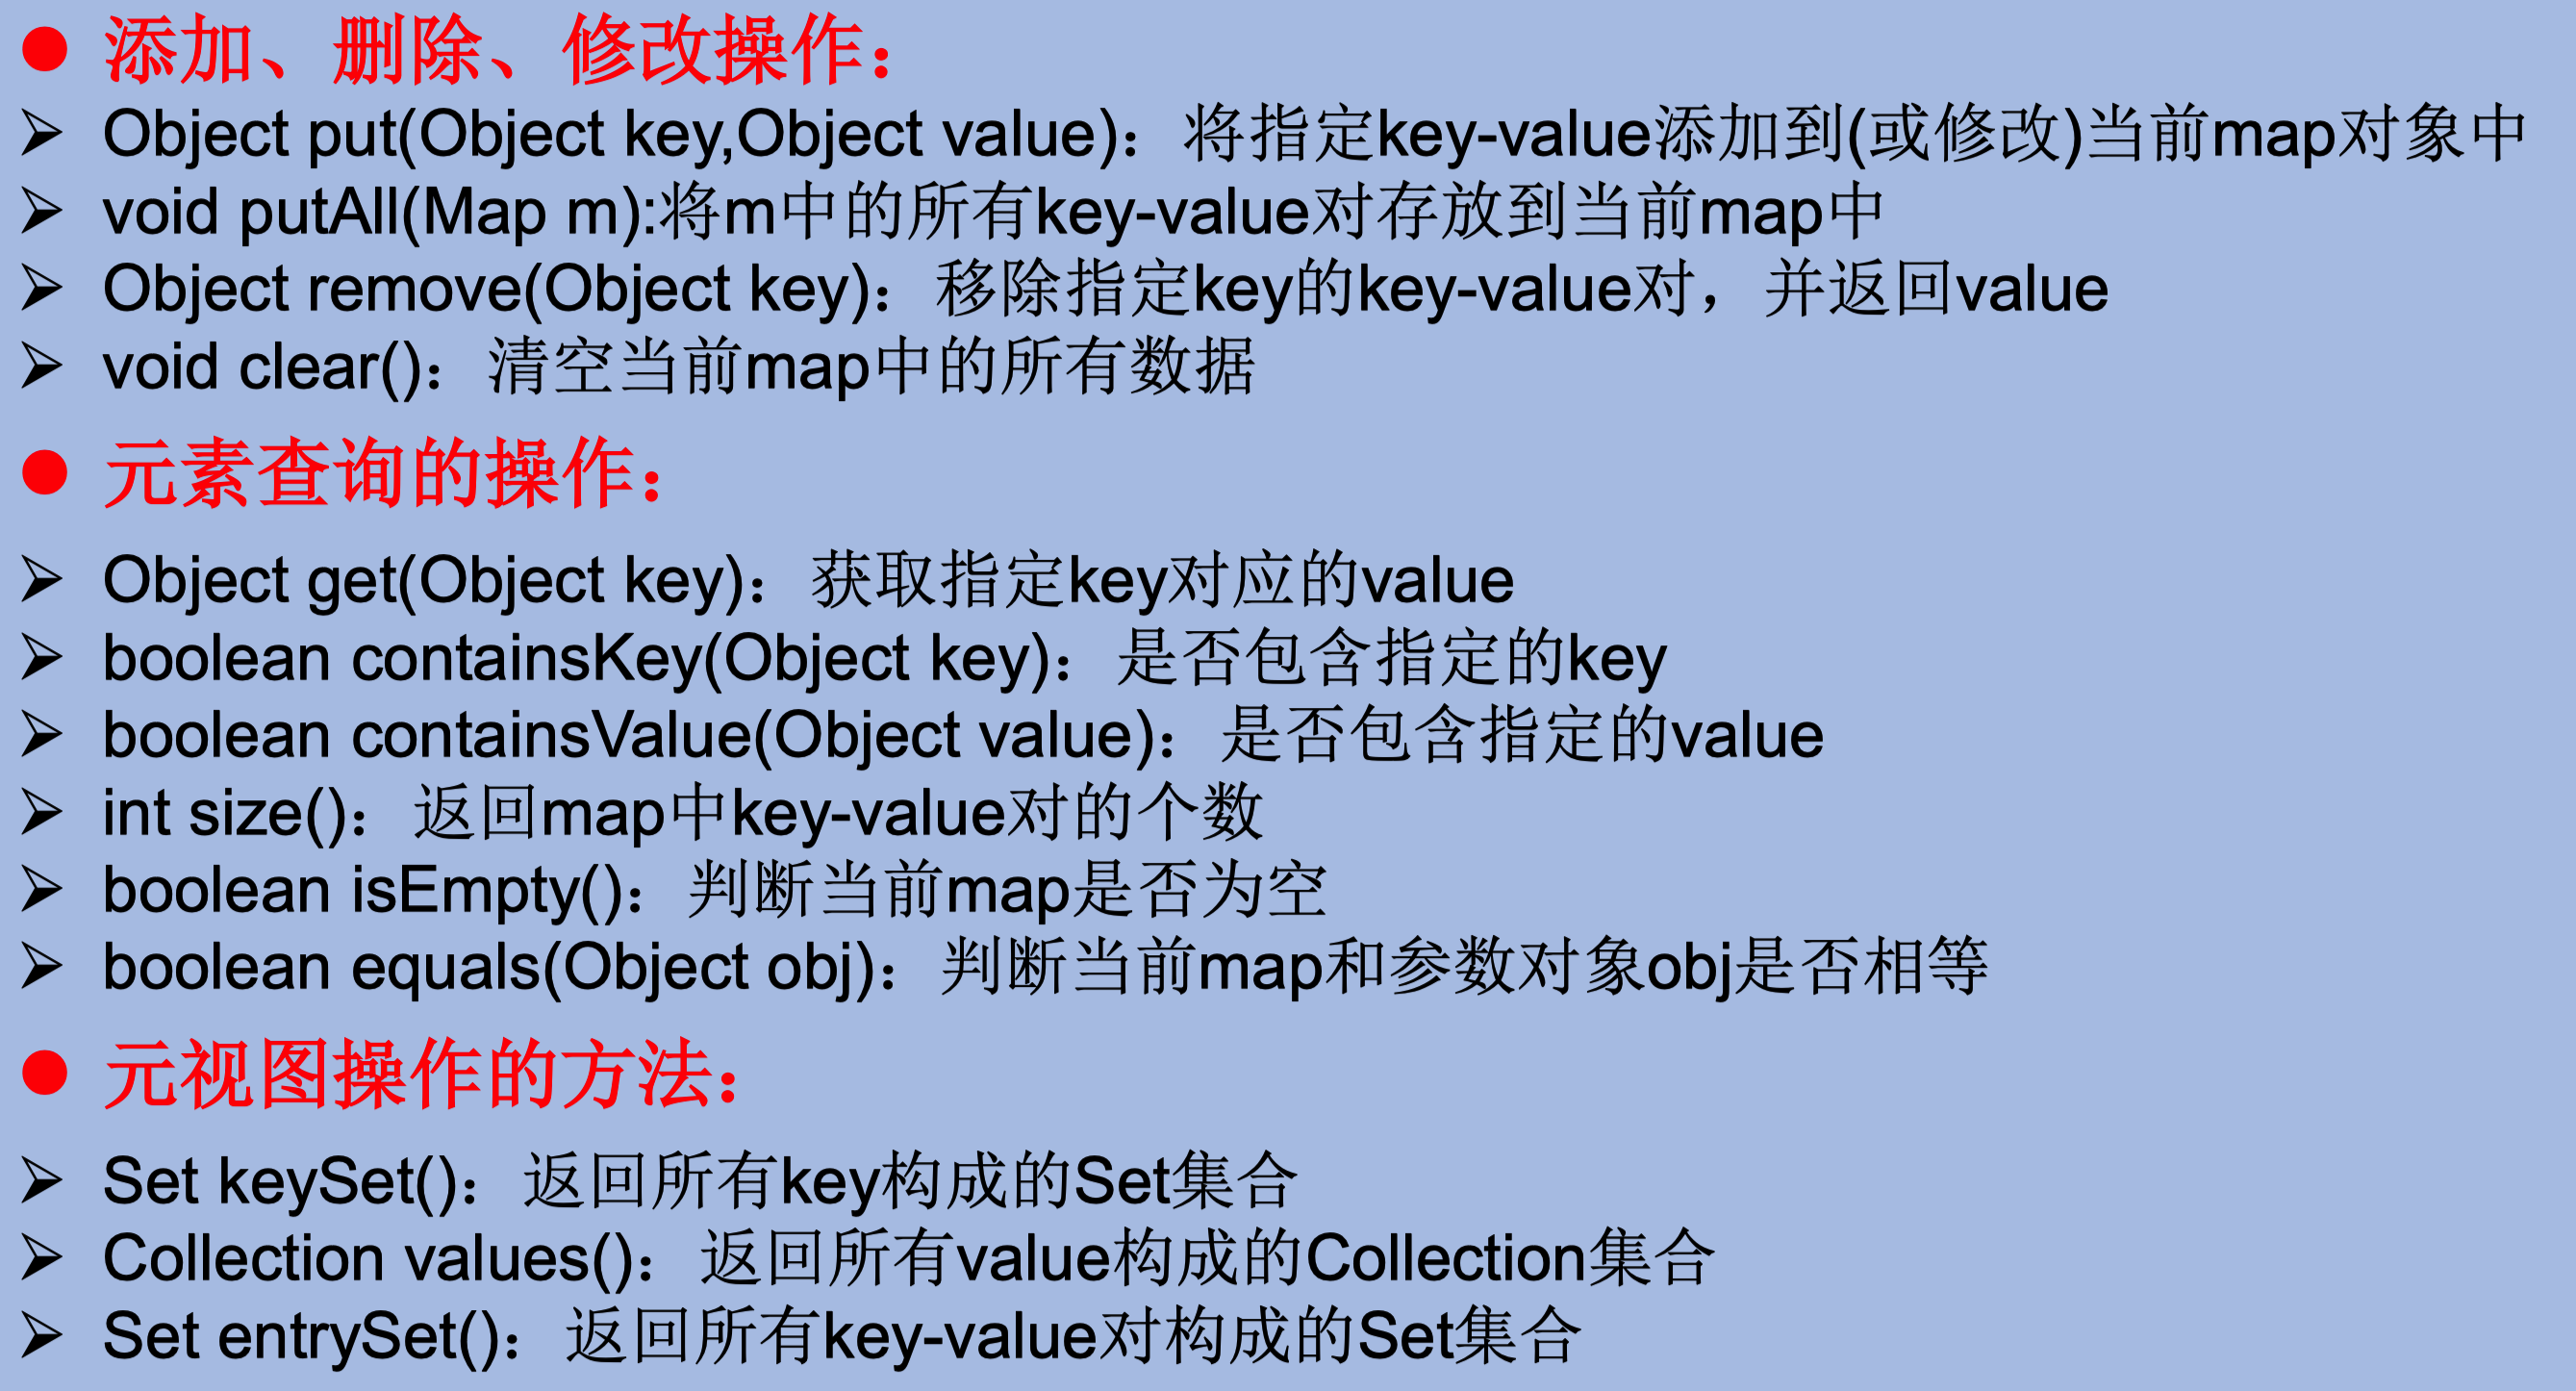 ● 添加、删除、修改操作：
➢ Object put(Object key,Object value)：将指定key-value添加到(或修改)当前map对象中
➢ void putAll(Map m):将m中的所有key-value对存放到当前map中
➢ Object remove(Object key)：移除指定key的key-value对，并返回value
➢ void clear()：清空当前map中的所有数据
● 元素查询的操作：
➢ Object get(Object key)：获取指定key对应的value
➢ boolean containsKey(Object key)：是否包含指定的key
➢ boolean containsValue(Object value)：是否包含指定的value
➢ int size()：返回map中key-value对的个数
➢ boolean isEmpty()：判断当前map是否为空
➢ boolean equals(Object obj)：判断当前map和参数对象obj是否相等
● 元视图操作的方法：
➢ Set keySet()：返回所有key构成的Set集合
➢ Collection values()：返回所有value构成的Collection集合
➢ Set entrySet()：返回所有key-value对构成的Set集合